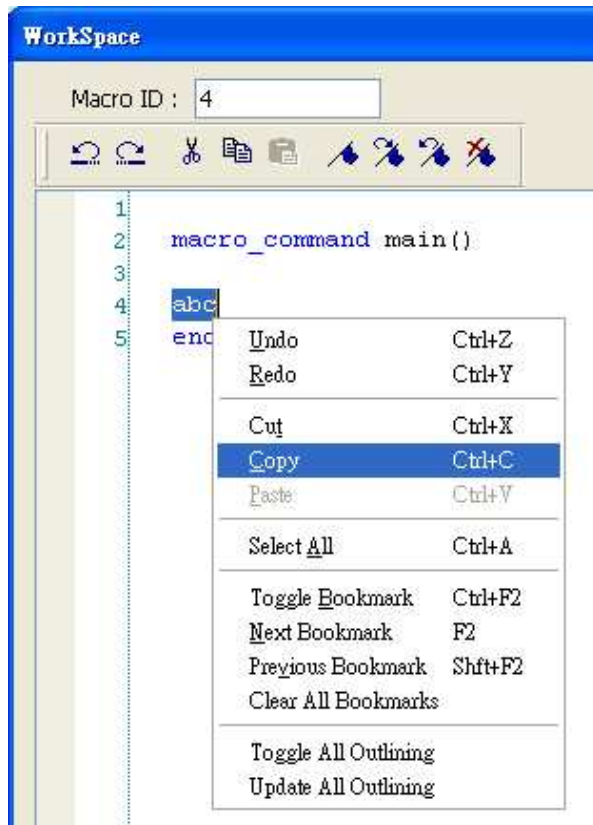 WorkSpace
Macro ID : 4
1
2 macro_command main()
3
4 abc
5 enc
Undo Ctrl+Z
Redo Ctrl+Y
Cut Ctrl+X
Copy Ctrl+C
Paste Ctrl+V
Select All Ctrl+A
Toggle Bookmark Ctrl+F2
Next Bookmark F2
Previous Bookmark Shft+F2
Clear All Bookmarks
Toggle All Outlining
Update All Outlining